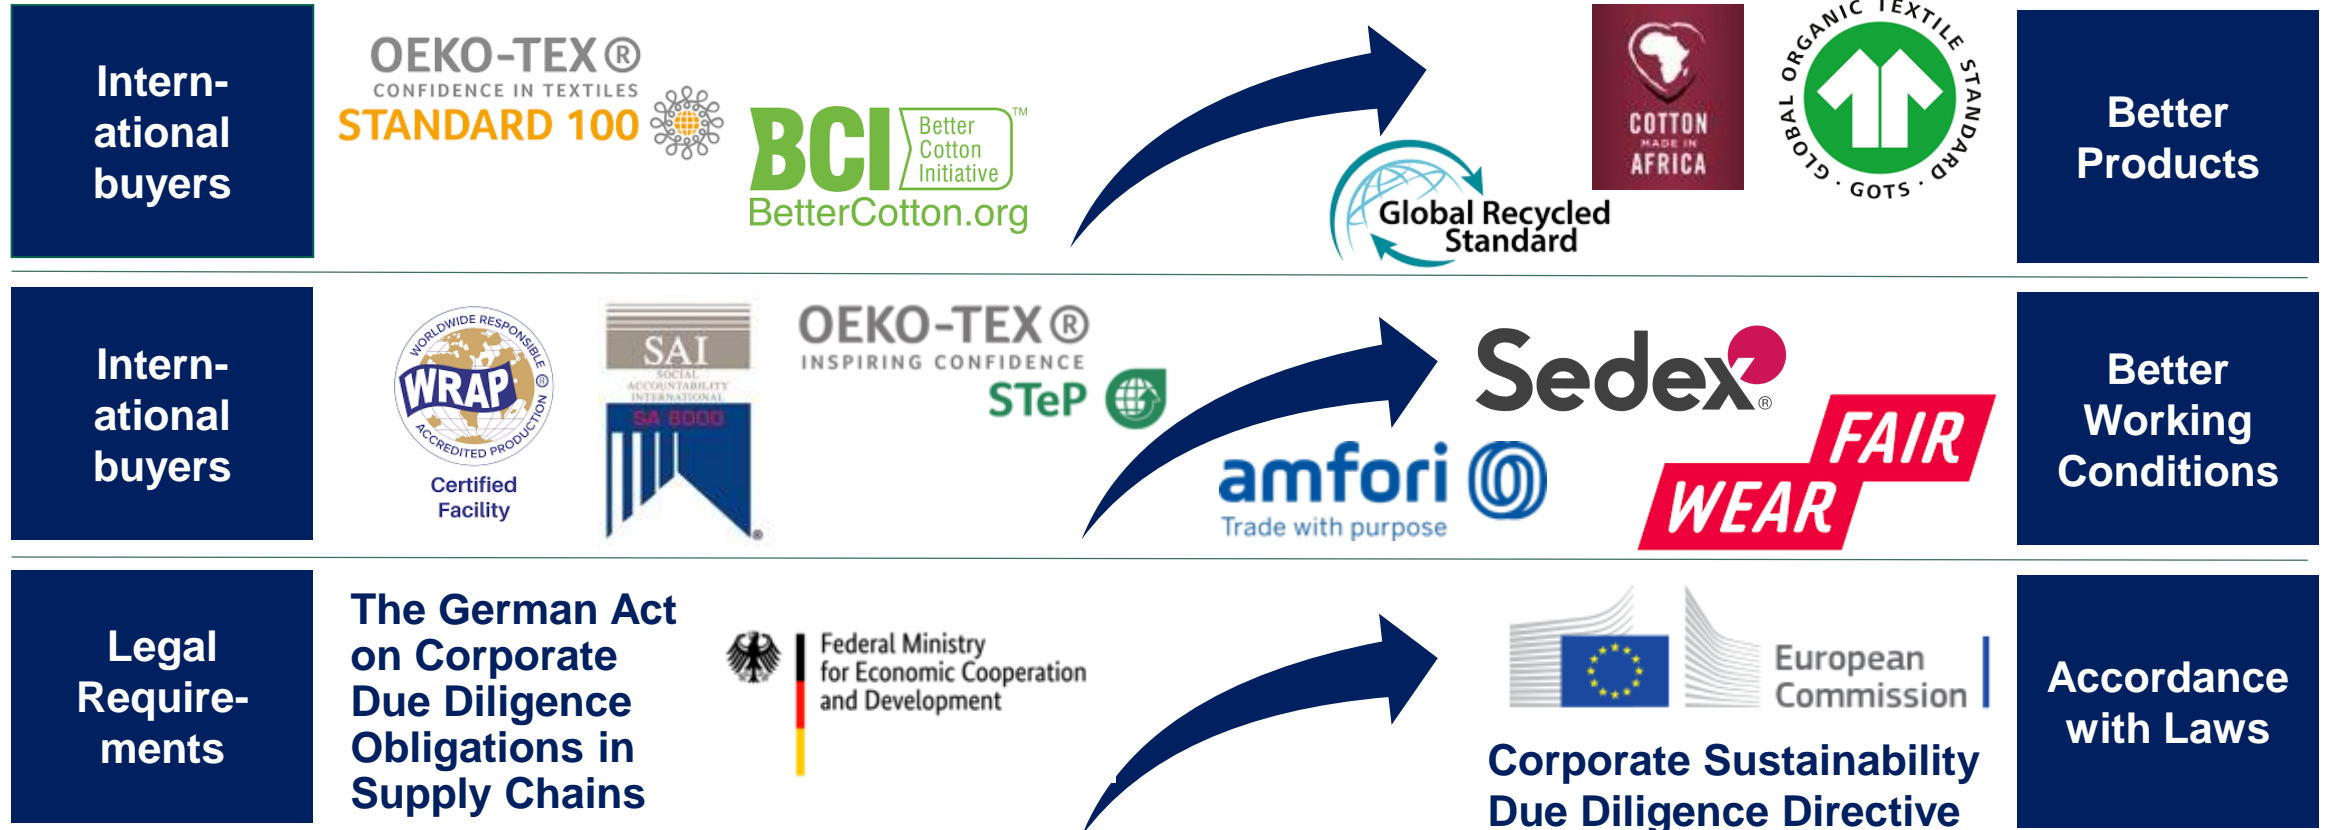 Intern-
ational
buyers
OEKO-TEX®
CONFIDENCE IN TEXTILES
STANDARD 100
BCI
Better
Cotton
Initiative
™
BetterCotton.org
Global Recycled
Standard
COTTON
MADE IN
AFRICA
GLOBAL ORGANIC TEXTILE STANDARD · GOTS ·
Better
Products
Intern-
ational
buyers
WORLDWIDE RESPONSIBLE
WRAP
®
ACCREDITED PRODUCTION
Certified
Facility
SAI
SOCIAL
ACCOUNTABILITY
INTERNATIONAL
SA 8000
®
OEKO-TEX®
INSPIRING CONFIDENCE
STeP
Sedex®
amfori
Trade with purpose
FAIR
WEAR
Better
Working
Conditions
Legal
Require-
ments
The German Act
on Corporate
Due Diligence
Obligations in
Supply Chains
Federal Ministry
for Economic Cooperation
and Development
European
Commission
Corporate Sustainability
Due Diligence Directive
Accordance
with Laws